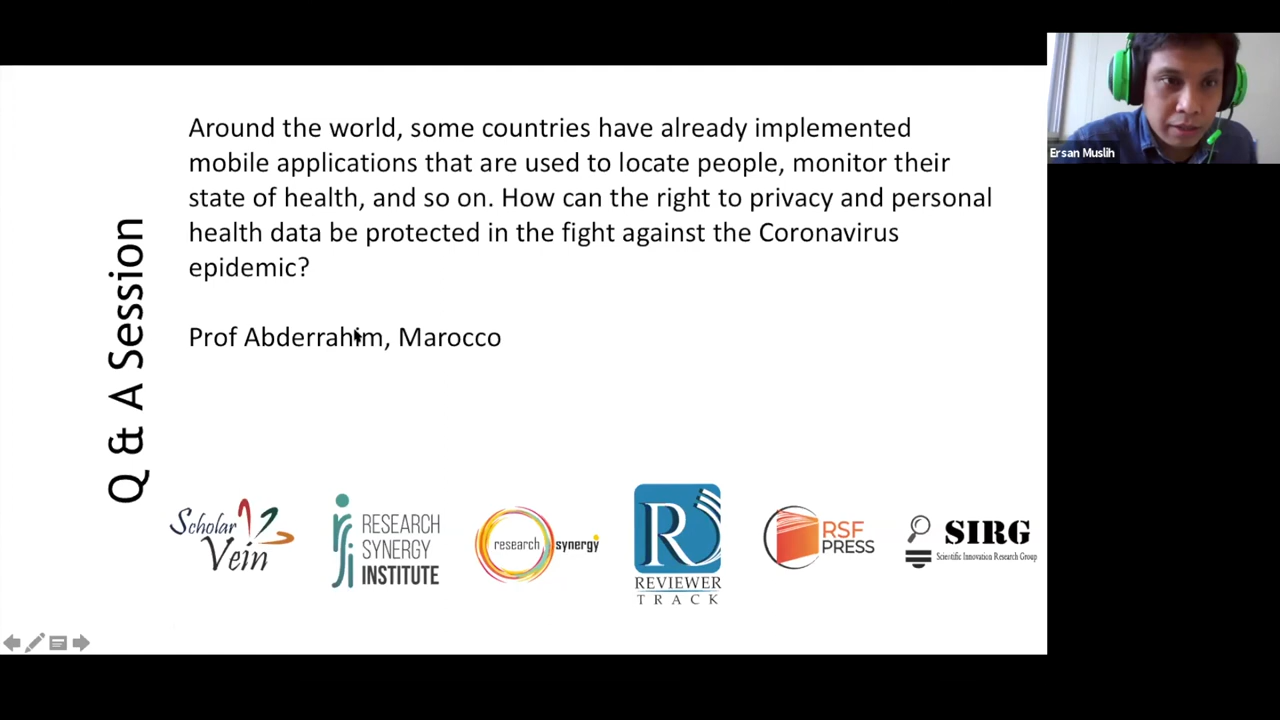 Around the world, some countries have already implemented
mobile applications that are used to locate people, monitor their
state of health, and so on. How can the right to privacy and personal
health data be protected in the fight against the Coronavirus
epidemic?
Prof Abderrahim, Marocco
Q & A Session
Scholar
Vein
RESEARCH
SYNERGY
INSTITUTE
research synergy
R
REVIEWER
TRACK
RSF
PRESS
SIRG
Scientific Innovation Research Group
Ersan Muslih